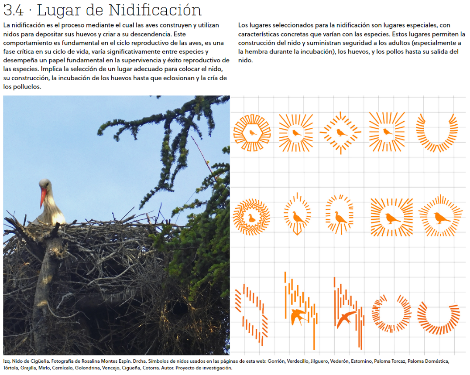 3.4 · Lugar de Nidificación
La nidificación es el proceso mediante el cual las aves construyen y utilizan
nidos para depositar sus huevos y criar a su descendencia. Este
comportamiento es fundamental en el ciclo reproductivo de las aves, es una
fase crítica en su ciclo de vida, varía significativamente entre especies y
desempeña un papel fundamental en la supervivencia y éxito reproductivo de
las especies. Implica la selección de un lugar adecuado para colocar el nido,
su construcción, la incubación de los huevos hasta que eclosionan y la cría de
los polluelos.
Los lugares seleccionados para la nidificación son lugares especiales, con
características concretas que varían con las especies. Estos lugares permiten la
construcción del nido y suministran seguridad a los adultos (especialmente a
la hembra durante la incubación), los huevos, y los pollos hasta su salida del
nido.
Izq. Nido de Cigüeña. Fotografía de Rosalina Montes Espín. Drcha. Símbolos de nidos usados en las páginas de esta web: Gorrión, Verdecillo, Jilguero, Verderón, Estornino, Paloma Torcaz, Paloma Doméstica,
Tórtola, Grajilla, Mirlo, Cernícalo, Golondrina, Vencejo, Cigueña, Cotorra. Autor: Proyecto de investigación.